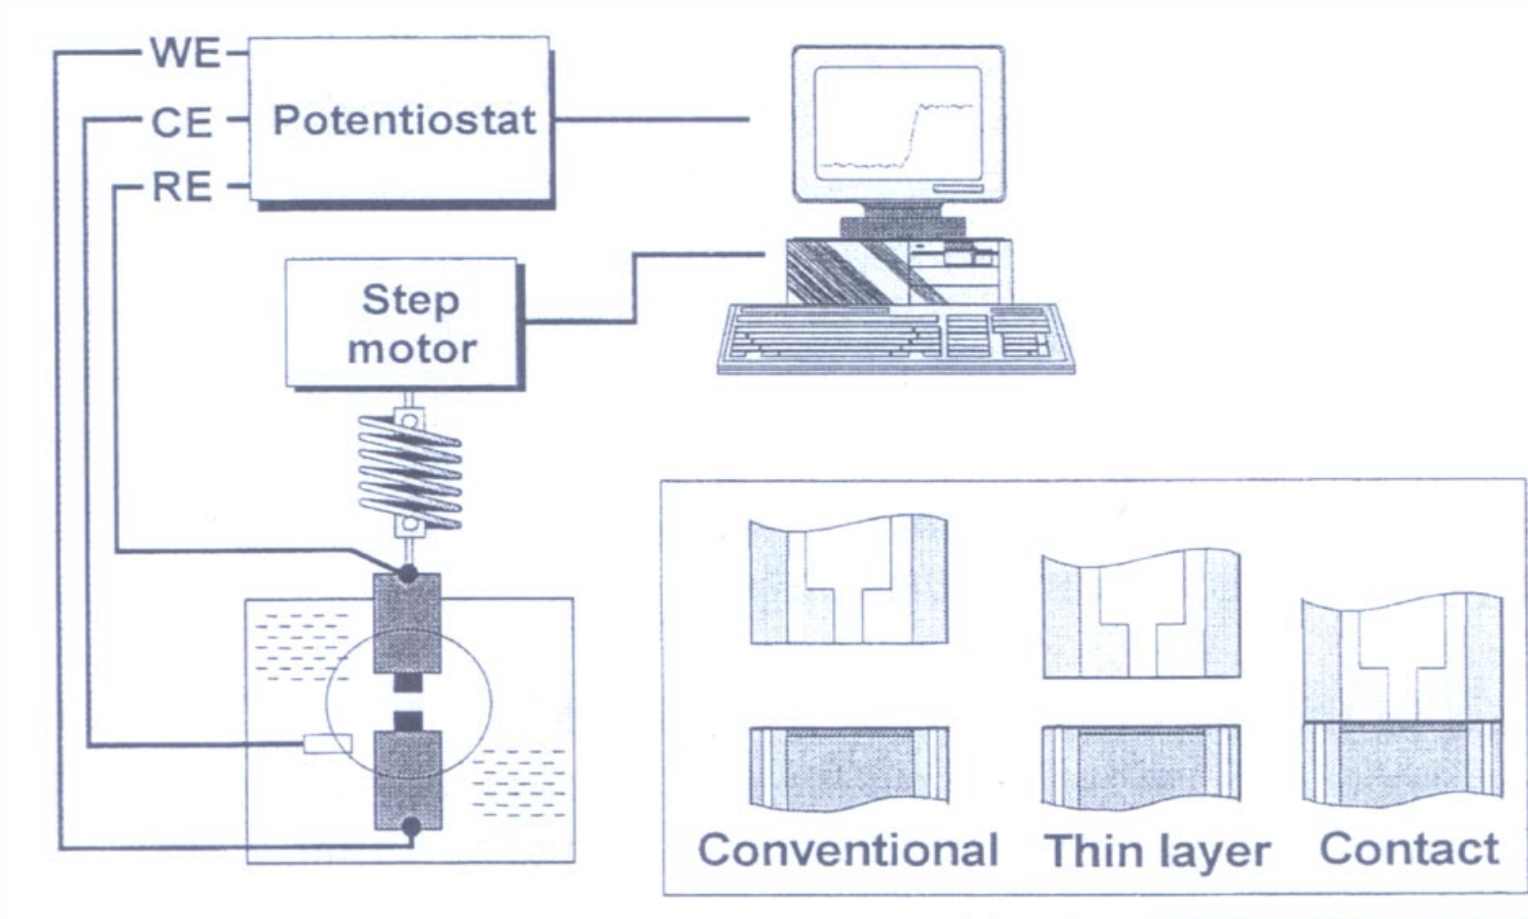 WE
CE
RE
Potentiostat
Step
motor
Conventional
Thin layer
Contact